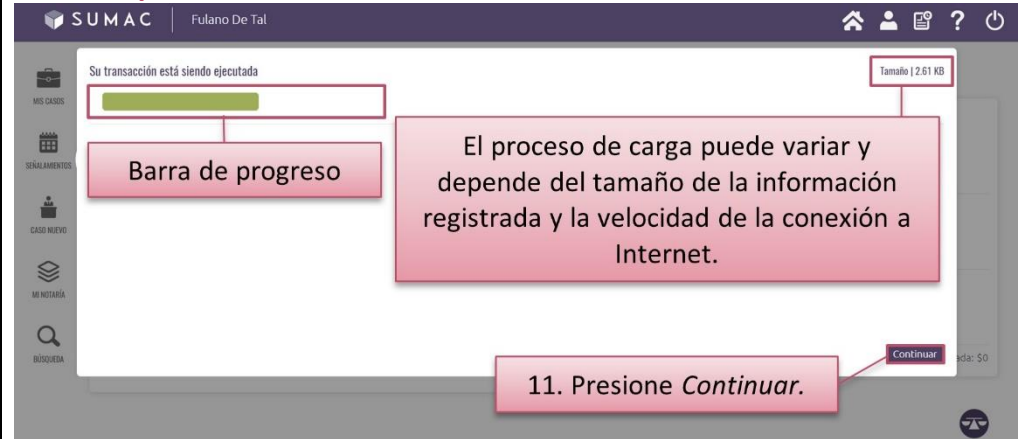 SUMAC
Fulano De Tal
?
Su transacción está siendo ejecutada
Tamaño | 2.61 KB
MIS CASOS
SEÑALAMIENTOS
CASO NUEVO
MI NOTARÍA
BÚSQUEDA
Barra de progreso
El proceso de carga puede variar y
depende del tamaño de la información
registrada y la velocidad de la conexión a
Internet.
Continuar
ada: $0
11. Presione Continuar.